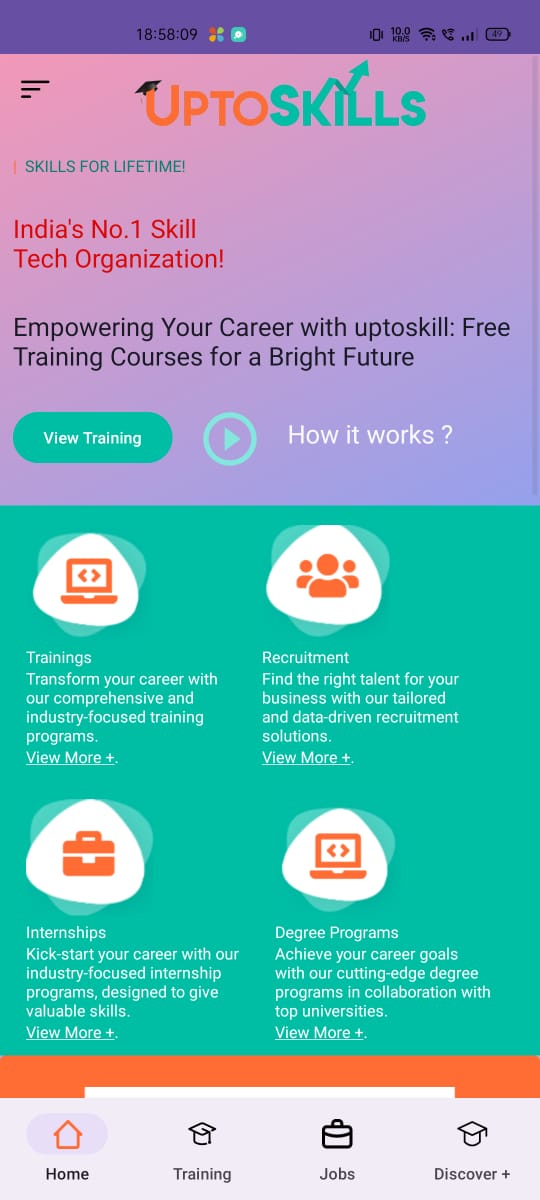 18:58:09
10.0
KB/S
49
UPTOSKILLS
SKILLS FOR LIFETIME!
India's No.1 Skill
Tech Organization!
Empowering Your Career with uptoskill: Free
Training Courses for a Bright Future
View Training
How it works ?
Trainings
Transform your career with
our comprehensive and
industry-focused training
programs.
View More +.
Recruitment
Find the right talent for your
business with our tailored
and data-driven recruitment
solutions.
View More +.
Internships
Kick-start your career with our
industry-focused internship
programs, designed to give
valuable skills.
View More +.
Degree Programs
Achieve your career goals
with our cutting-edge degree
programs in collaboration with
top universities.
View More +.
Home
Training
Jobs
Discover +